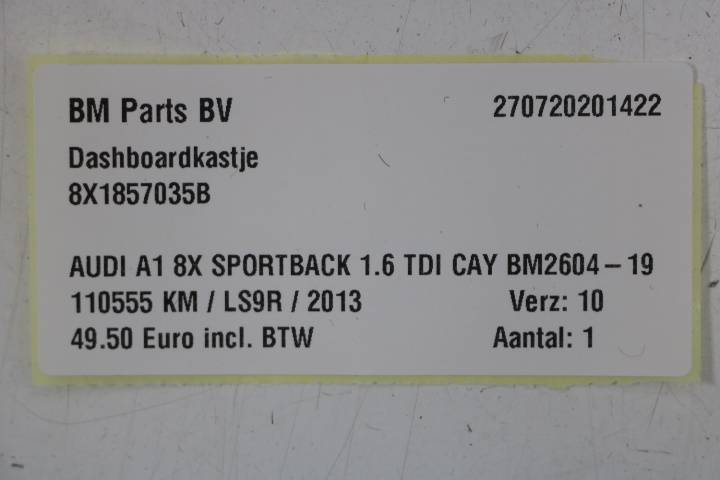 BM Parts BV 270720201422
Dashboardkastje
8X1857035B
AUDI A1 8X SPORTBACK 1.6 TDI CAY BM2604-19
110555 KM / LS9R / 2013 Verz: 10
49.50 Euro incl. BTW Aantal: 1